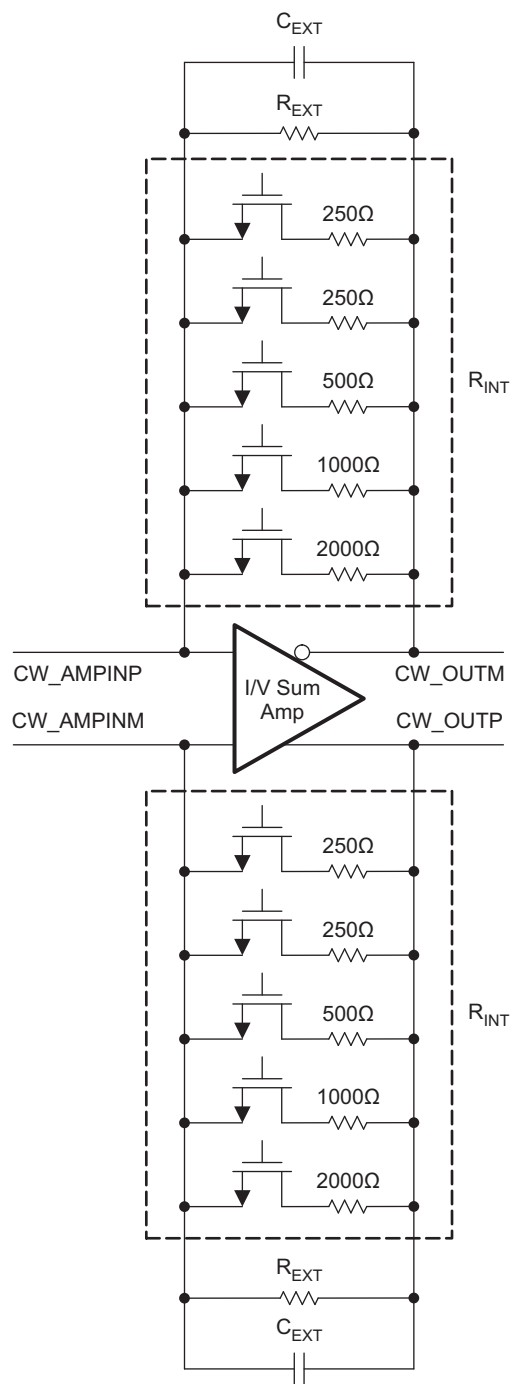 C_EXT
R_EXT
250Ω
250Ω
500Ω
R_INT
1000Ω
2000Ω
CW_AMPINP
I/V Sum
Amp
CW_OUTM
CW_AMPINM
CW_OUTP
250Ω
250Ω
500Ω
R_INT
1000Ω
2000Ω
R_EXT
C_EXT